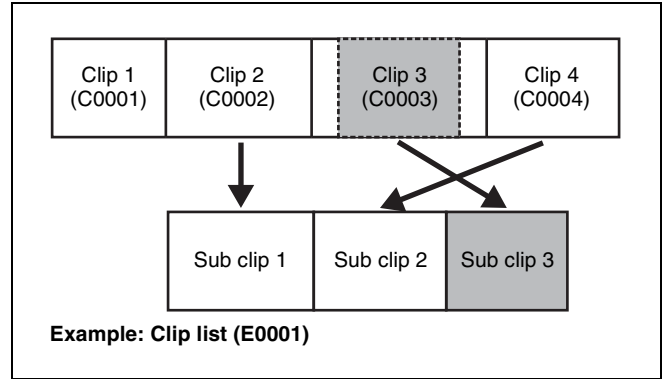 Clip 1
(C0001)
Clip 2
(C0002)
Clip 3
(C0003)
Clip 4
(C0004)
Sub clip 1
Sub clip 2
Sub clip 3
Example: Clip list (E0001)